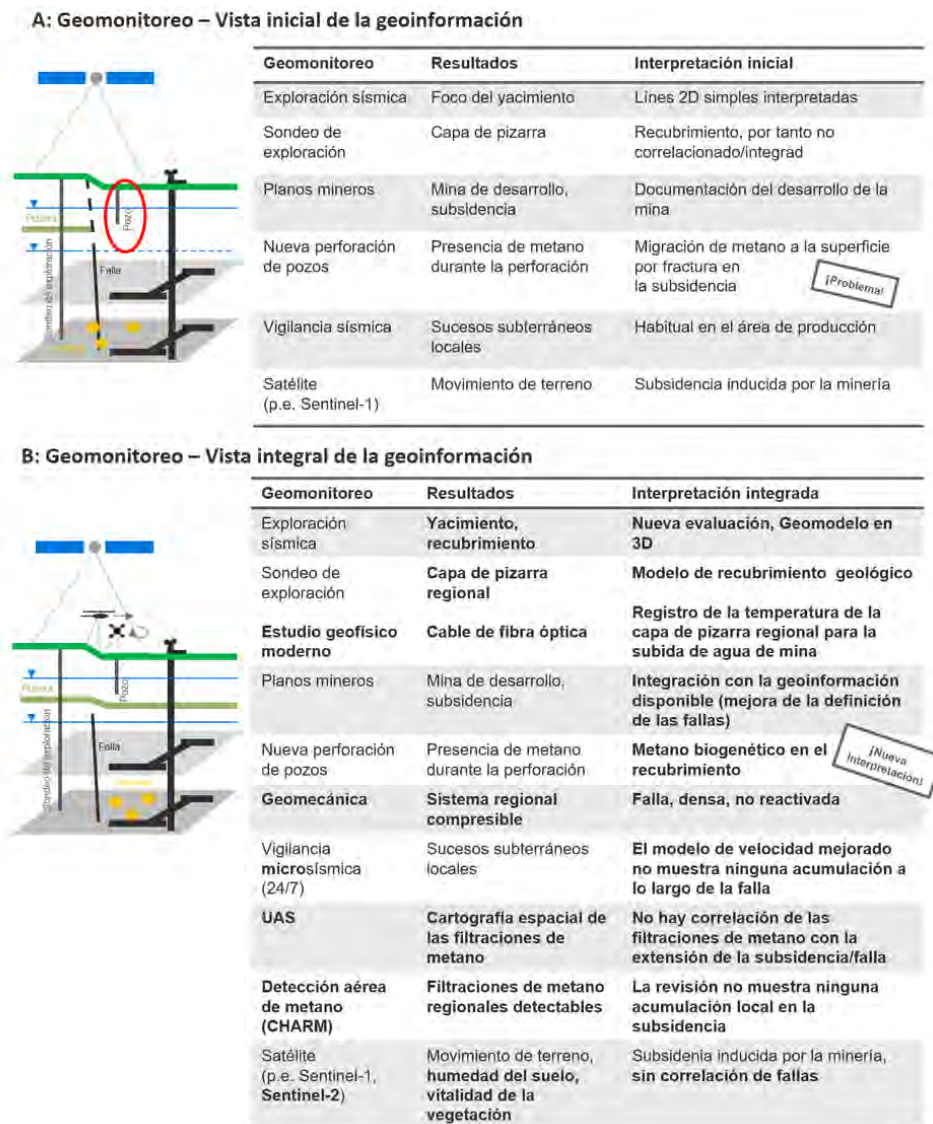 A: Geomonitoreo – Vista inicial de la geoinformación
Geomonitoreo Resultados Interpretación inicial
Exploración sísmica Foco del yacimiento Línes 2D simples interpretadas
Sondeo de Capa de pizarra Recubrimiento, por tanto no
exploración correlacionado/integrad
Planos mineros Mina de desarrollo, Documentación del desarrollo de la
subsidencia mina
Nueva perforación Presencia de metano Migración de metano a la superficie
de pozos durante la perforación por fractura en
la subsidencia
¡Problema!
Vigilancia sísmica Sucesos subterráneos Habitual en el área de producción
locales
Satélite Movimiento de terreno Subsidencia inducida por la minería
(p.e. Sentinel-1)
Pozo
Falla
B: Geomonitoreo – Vista integral de la geoinformación
Geomonitoreo Resultados Interpretación integrada
Exploración Yacimiento, Nueva evaluación, Geomodelo en
sísmica recubrimiento 3D
Sondeo de Capa de pizarra Modelo de recubrimiento geológico
exploración regional
Registro de la temperatura de la
Estudio geofísico Cable de fibra óptica capa de pizarra regional para la
moderno subida de agua de mina
Planos mineros Mina de desarrollo, Integración con la geoinformación
subsidencia disponible (mejora de la definición
de las fallas)
Nueva perforación Presencia de metano Metano biogenético en el
de pozos durante la perforación recubrimiento
¡Nueva
Interpretación!
Geomecánica Sistema regional Falla, densa, no reactivada
compresible
Vigilancia Sucesos subterráneos El modelo de velocidad mejorado
microsísmica locales no muestra ninguna acumulación a
(24/7) lo largo de la falla
UAS Cartografía espacial de No hay correlación de las
las filtraciones de filtraciones de metano con la
metano extensión de la subsidencia/falla
Detección aérea Filtraciones de metano La revisión no muestra ninguna
de metano regionales detectables acumulación local en la
(CHARM) subsidencia
Satélite Movimiento de terreno, Subsidenia inducida por la minería,
(p.e. Sentinel-1, humedad del suelo, sin correlación de fallas
Sentinel-2) vitalidad de la
vegetación
Pozo
Falla